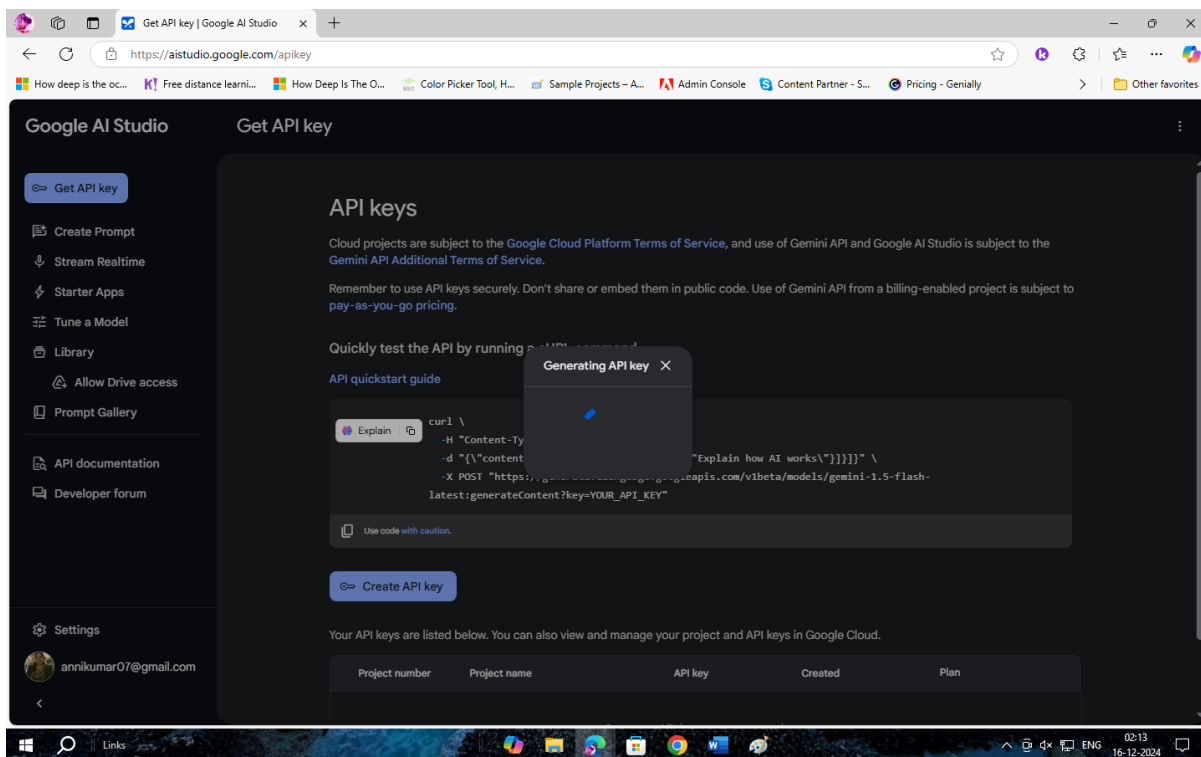 Get API key | Google AI Studio
https://aistudio.google.com/apikey
How deep is the oc...
Free distance learni...
How Deep Is The O...
Color Picker Tool, H...
Sample Projects – A...
Admin Console
Content Partner - S...
Pricing - Genially
Other favorites
Google AI Studio
Get API key
Get API key
Create Prompt
Stream Realtime
Starter Apps
Tune a Model
Library
Allow Drive access
Prompt Gallery
API documentation
Developer forum
Settings
annikumar07@gmail.com
API keys
Cloud projects are subject to the Google Cloud Platform Terms of Service, and use of Gemini API and Google AI Studio is subject to the
Gemini API Additional Terms of Service.
Remember to use API keys securely. Don't share or embed them in public code. Use of Gemini API from a billing-enabled project is subject to
pay-as-you-go pricing.
Quickly test the API by running
API quickstart guide
Generating API key
Explain
curl \
-H "Content-Ty
-d "{\"content "Explain how AI works\"}]}]}" \
-X POST "https: apis.com/v1beta/models/gemini-1.5-flash-
latest:generateContent?key=YOUR_API_KEY"
Use code with caution.
Create API key
Your API keys are listed below. You can also view and manage your project and API keys in Google Cloud.
Project number Project name API key Created Plan
Links
ENG
02:13
16-12-2024